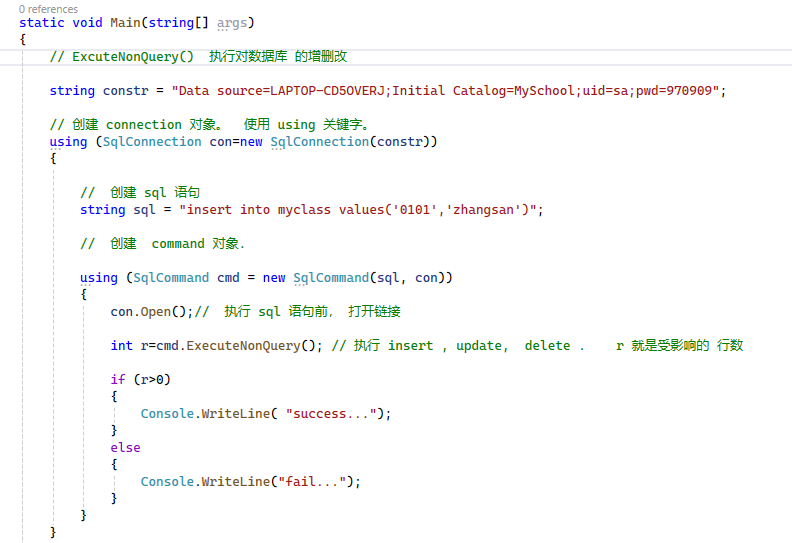 0 references
static void Main(string[] args)
{
// ExcuteNonQuery() 执行对数据库 的增删改
string constr = "Data source=LAPTOP-CD5OVERJ;Initial Catalog=MySchool;uid=sa;pwd=970909";
// 创建 connection 对象。 使用 using 关键字。
using (SqlConnection con=new SqlConnection(constr))
{
// 创建 sql 语句
string sql = "insert into myclass values('0101','zhangsan')";
// 创建 command 对象.
using (SqlCommand cmd = new SqlCommand(sql, con))
{
con.Open();// 执行 sql 语句前, 打开链接
int r=cmd.ExecuteNonQuery(); // 执行 insert , update, delete . r 就是受影响的 行数
if (r>0)
{
Console.WriteLine( "success...");
}
else
{
Console.WriteLine("fail...");
}
}
}